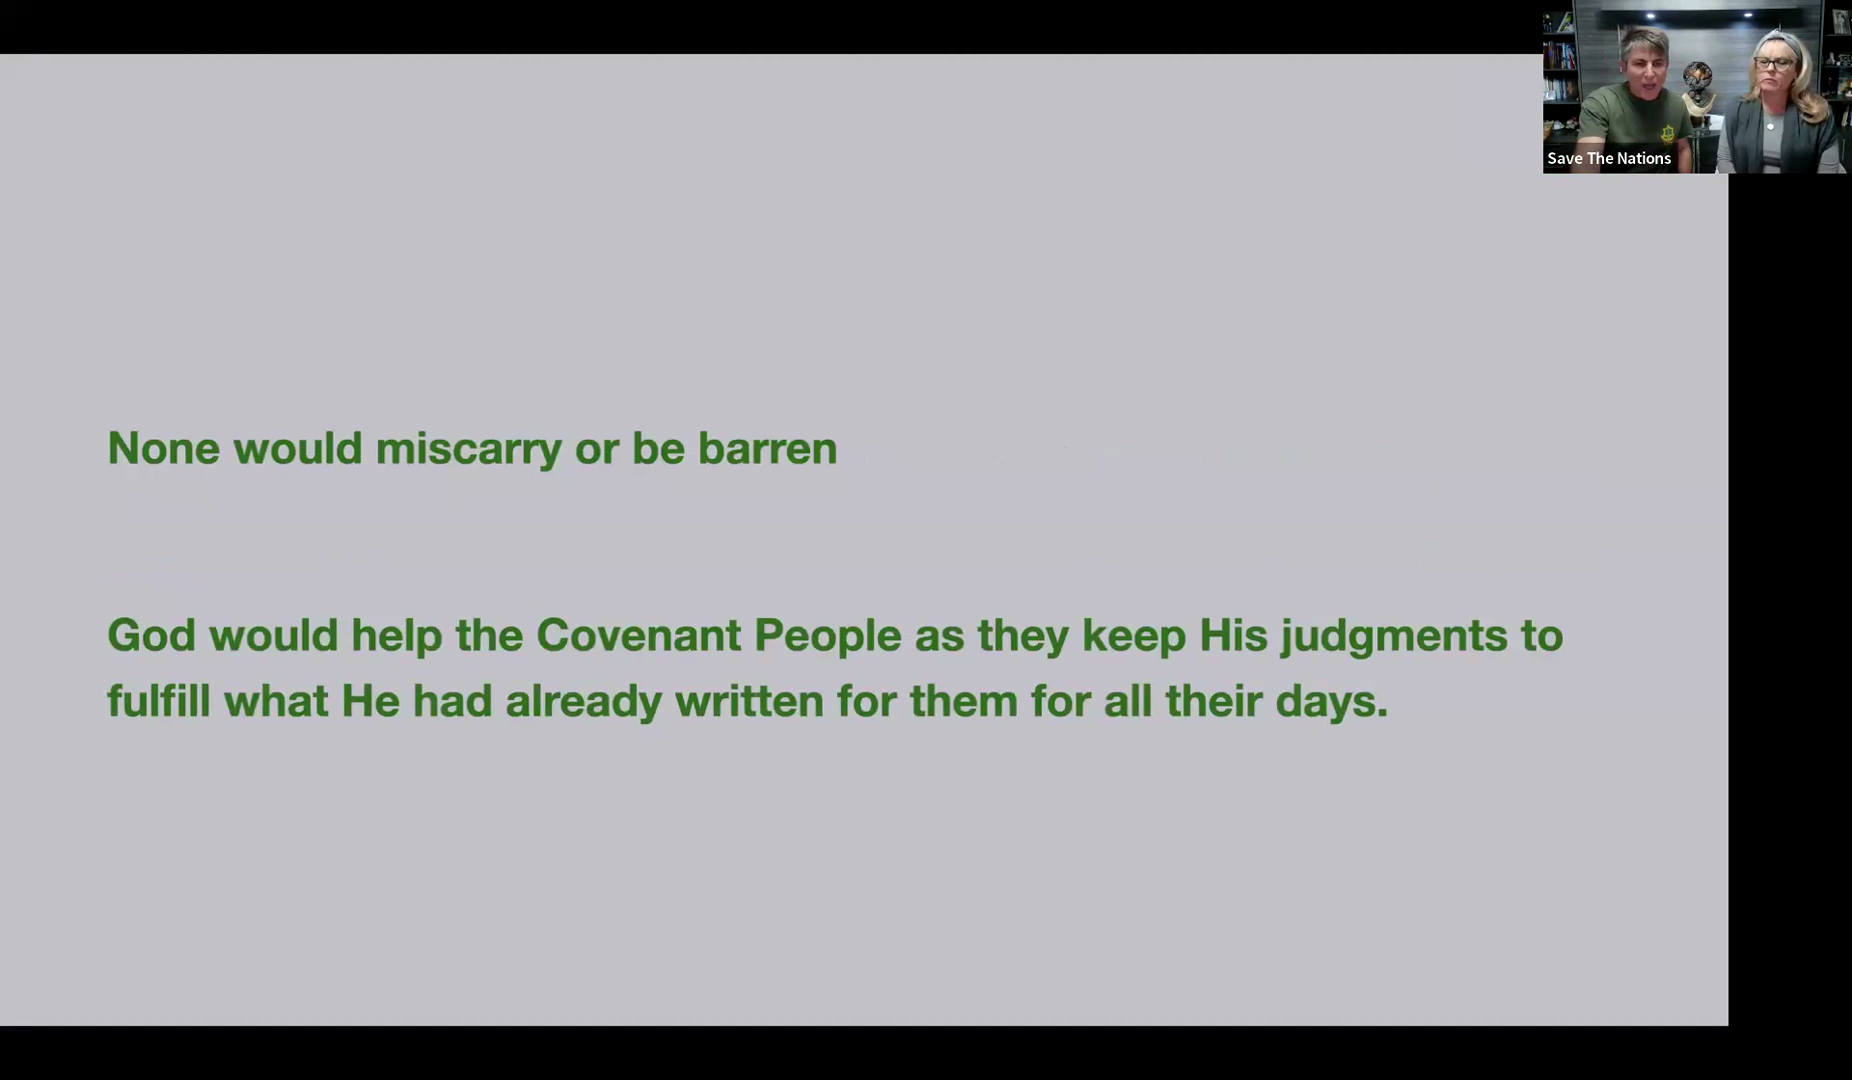 Save The Nations
None would miscarry or be barren
God would help the Covenant People as they keep His judgments to
fulfill what He had already written for them for all their days.